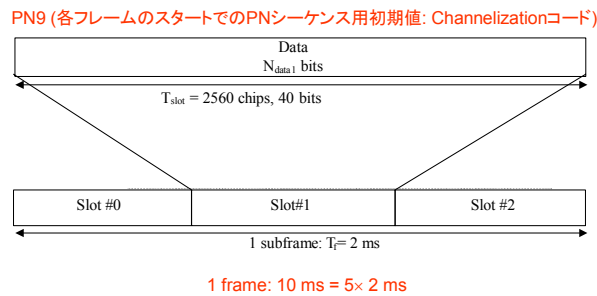 PN9 (各フレームのスタートでのPNシーケンス用初期値: Channelizationコード)
Data
Ndata1 bits
Tslot = 2560 chips, 40 bits
Slot #0 Slot#1 Slot #2
1 subframe: Tf= 2 ms
1 frame: 10 ms = 5× 2 ms